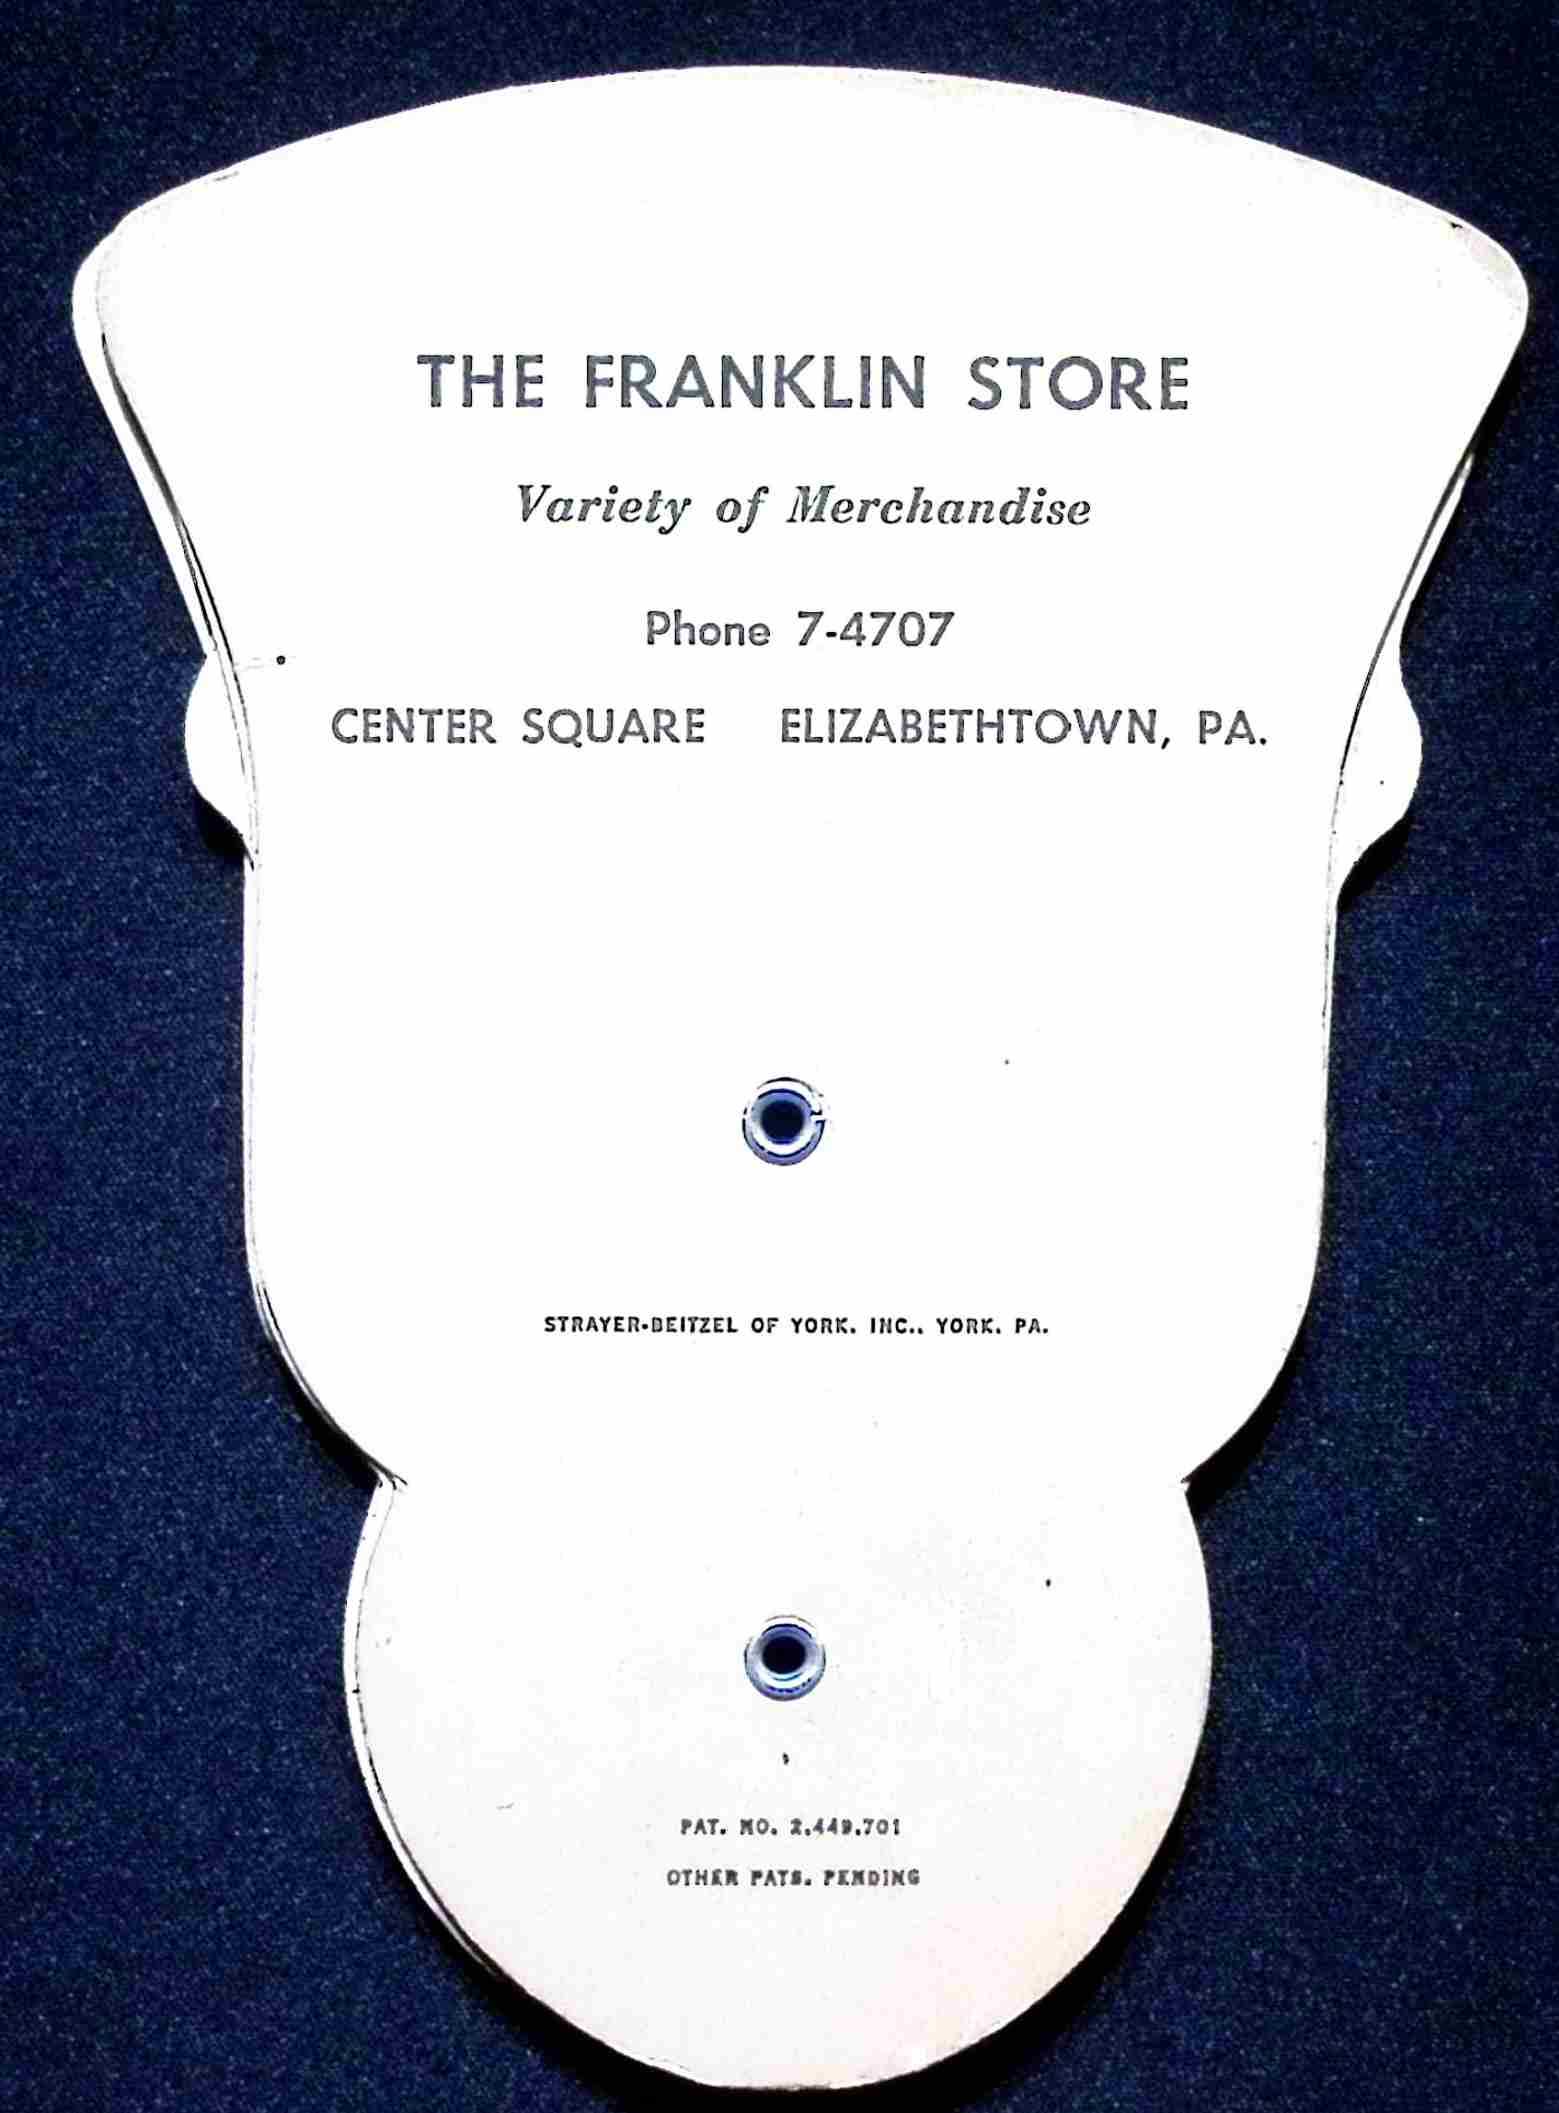 THE FRANKLIN STORE
Variety of Merchandise
Phone 7-4707
CENTER SQUARE ELIZABETHTOWN, PA.
STRAYER-BEITZEL OF YORK, INC., YORK, PA.
PAT. NO. 2,449,701
OTHER PATS. PENDING